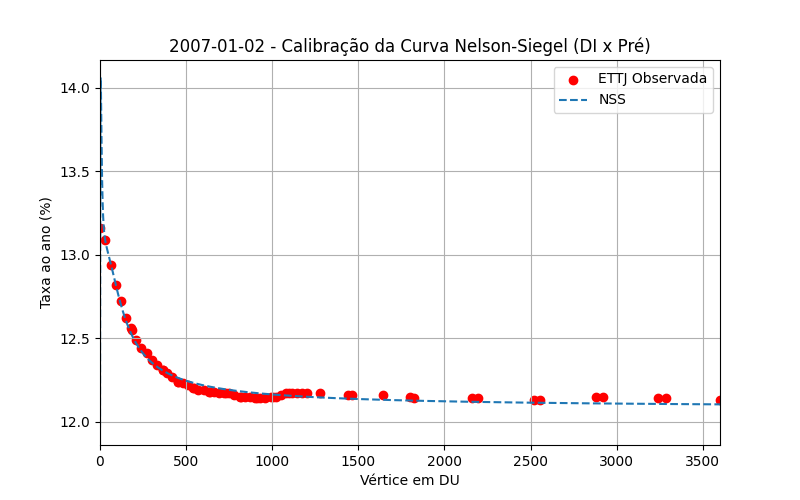 2007-01-02 - Calibração da Curva Nelson-Siegel (DI x Pré)
ETTJ Observada
NSS
Taxa ao ano (%)
14.0
13.5
13.0
12.5
12.0
0 500 1000 1500 2000 2500 3000 3500
Vértice em DU